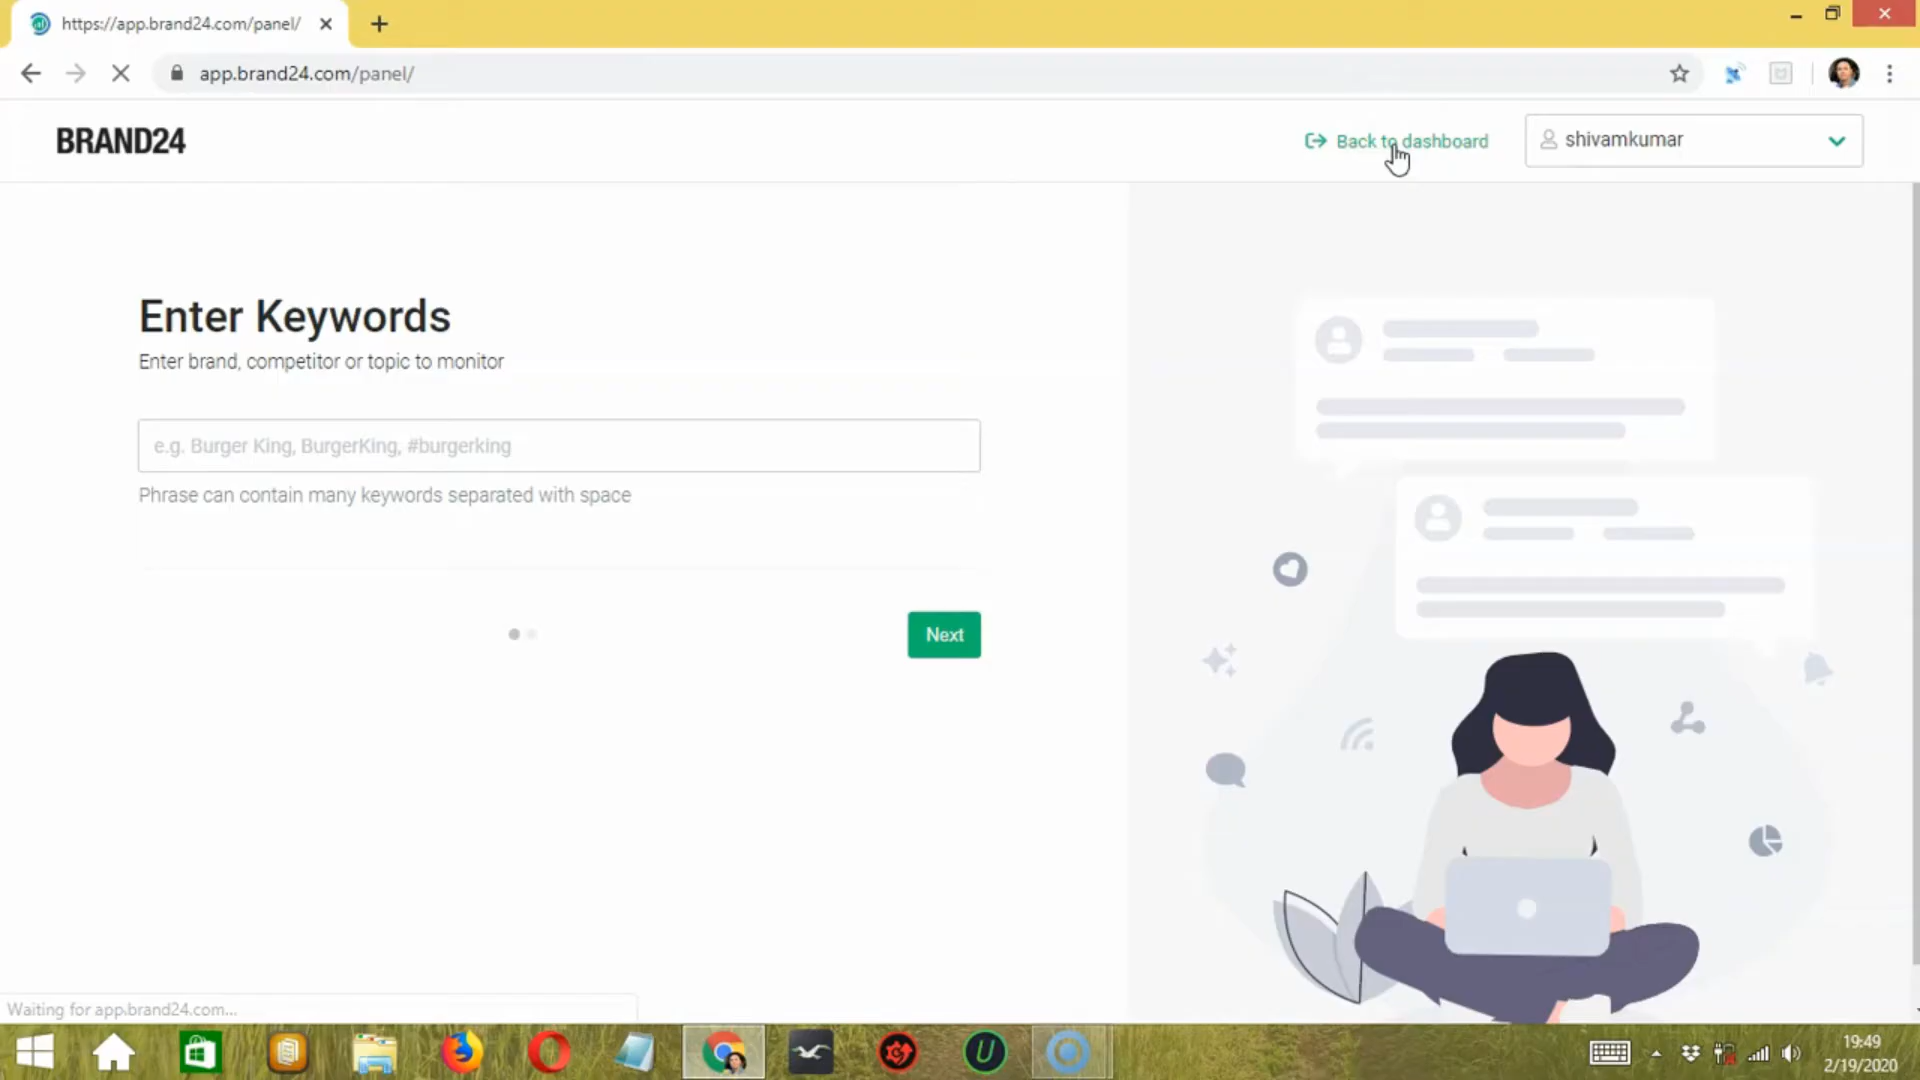 https://app.brand24.com/panel/
app.brand24.com/panel/
BRAND24
Back to dashboard
shivamkumar
Enter Keywords
Enter brand, competitor or topic to monitor
e.g. Burger King, BurgerKing, #burgerking
Phrase can contain many keywords separated with space
Next
Waiting for app.brand24.com...
19:49
2/19/2020